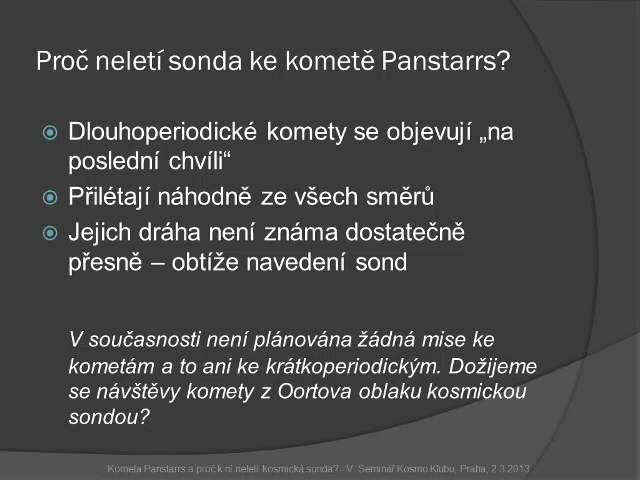 Proč neletí sonda ke kometě Panstarrs?
Dlouhoperiodické komety se objevují „na
poslední chvíli“
Přilétají náhodně ze všech směrů
Jejich dráha není známa dostatečně
přesně – obtíže navedení sond
V současnosti není plánována žádná mise ke
kometám a to ani ke krátkoperiodickým. Dožijeme
se návštěvy komety z Oortova oblaku kosmickou
sondou?
Kometa Panstarrs a proč k ní neletí kosmická sonda? - V. Seminář Kosmo Klubu, Praha, 2.3.2013